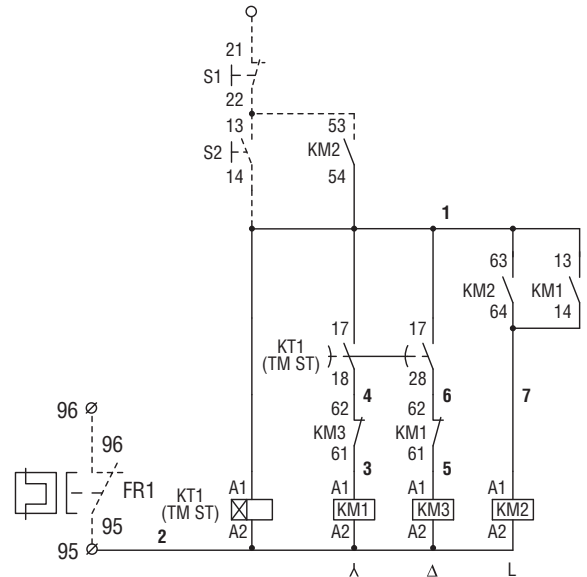 21
S1
22
13
53
S2
KM2
14
54
1
63
13
KM2
KM1
64
14
17
17
KT1
(TM ST)
18
28
4
6
7
96
62
62
96
KM3
KM1
61
61
FR1
3
5
KT1
(TM ST)
A1
A1
A1
A1
KM1
KM3
KM2
95
2
A2
A2
A2
A2
95
⅄
Δ
L